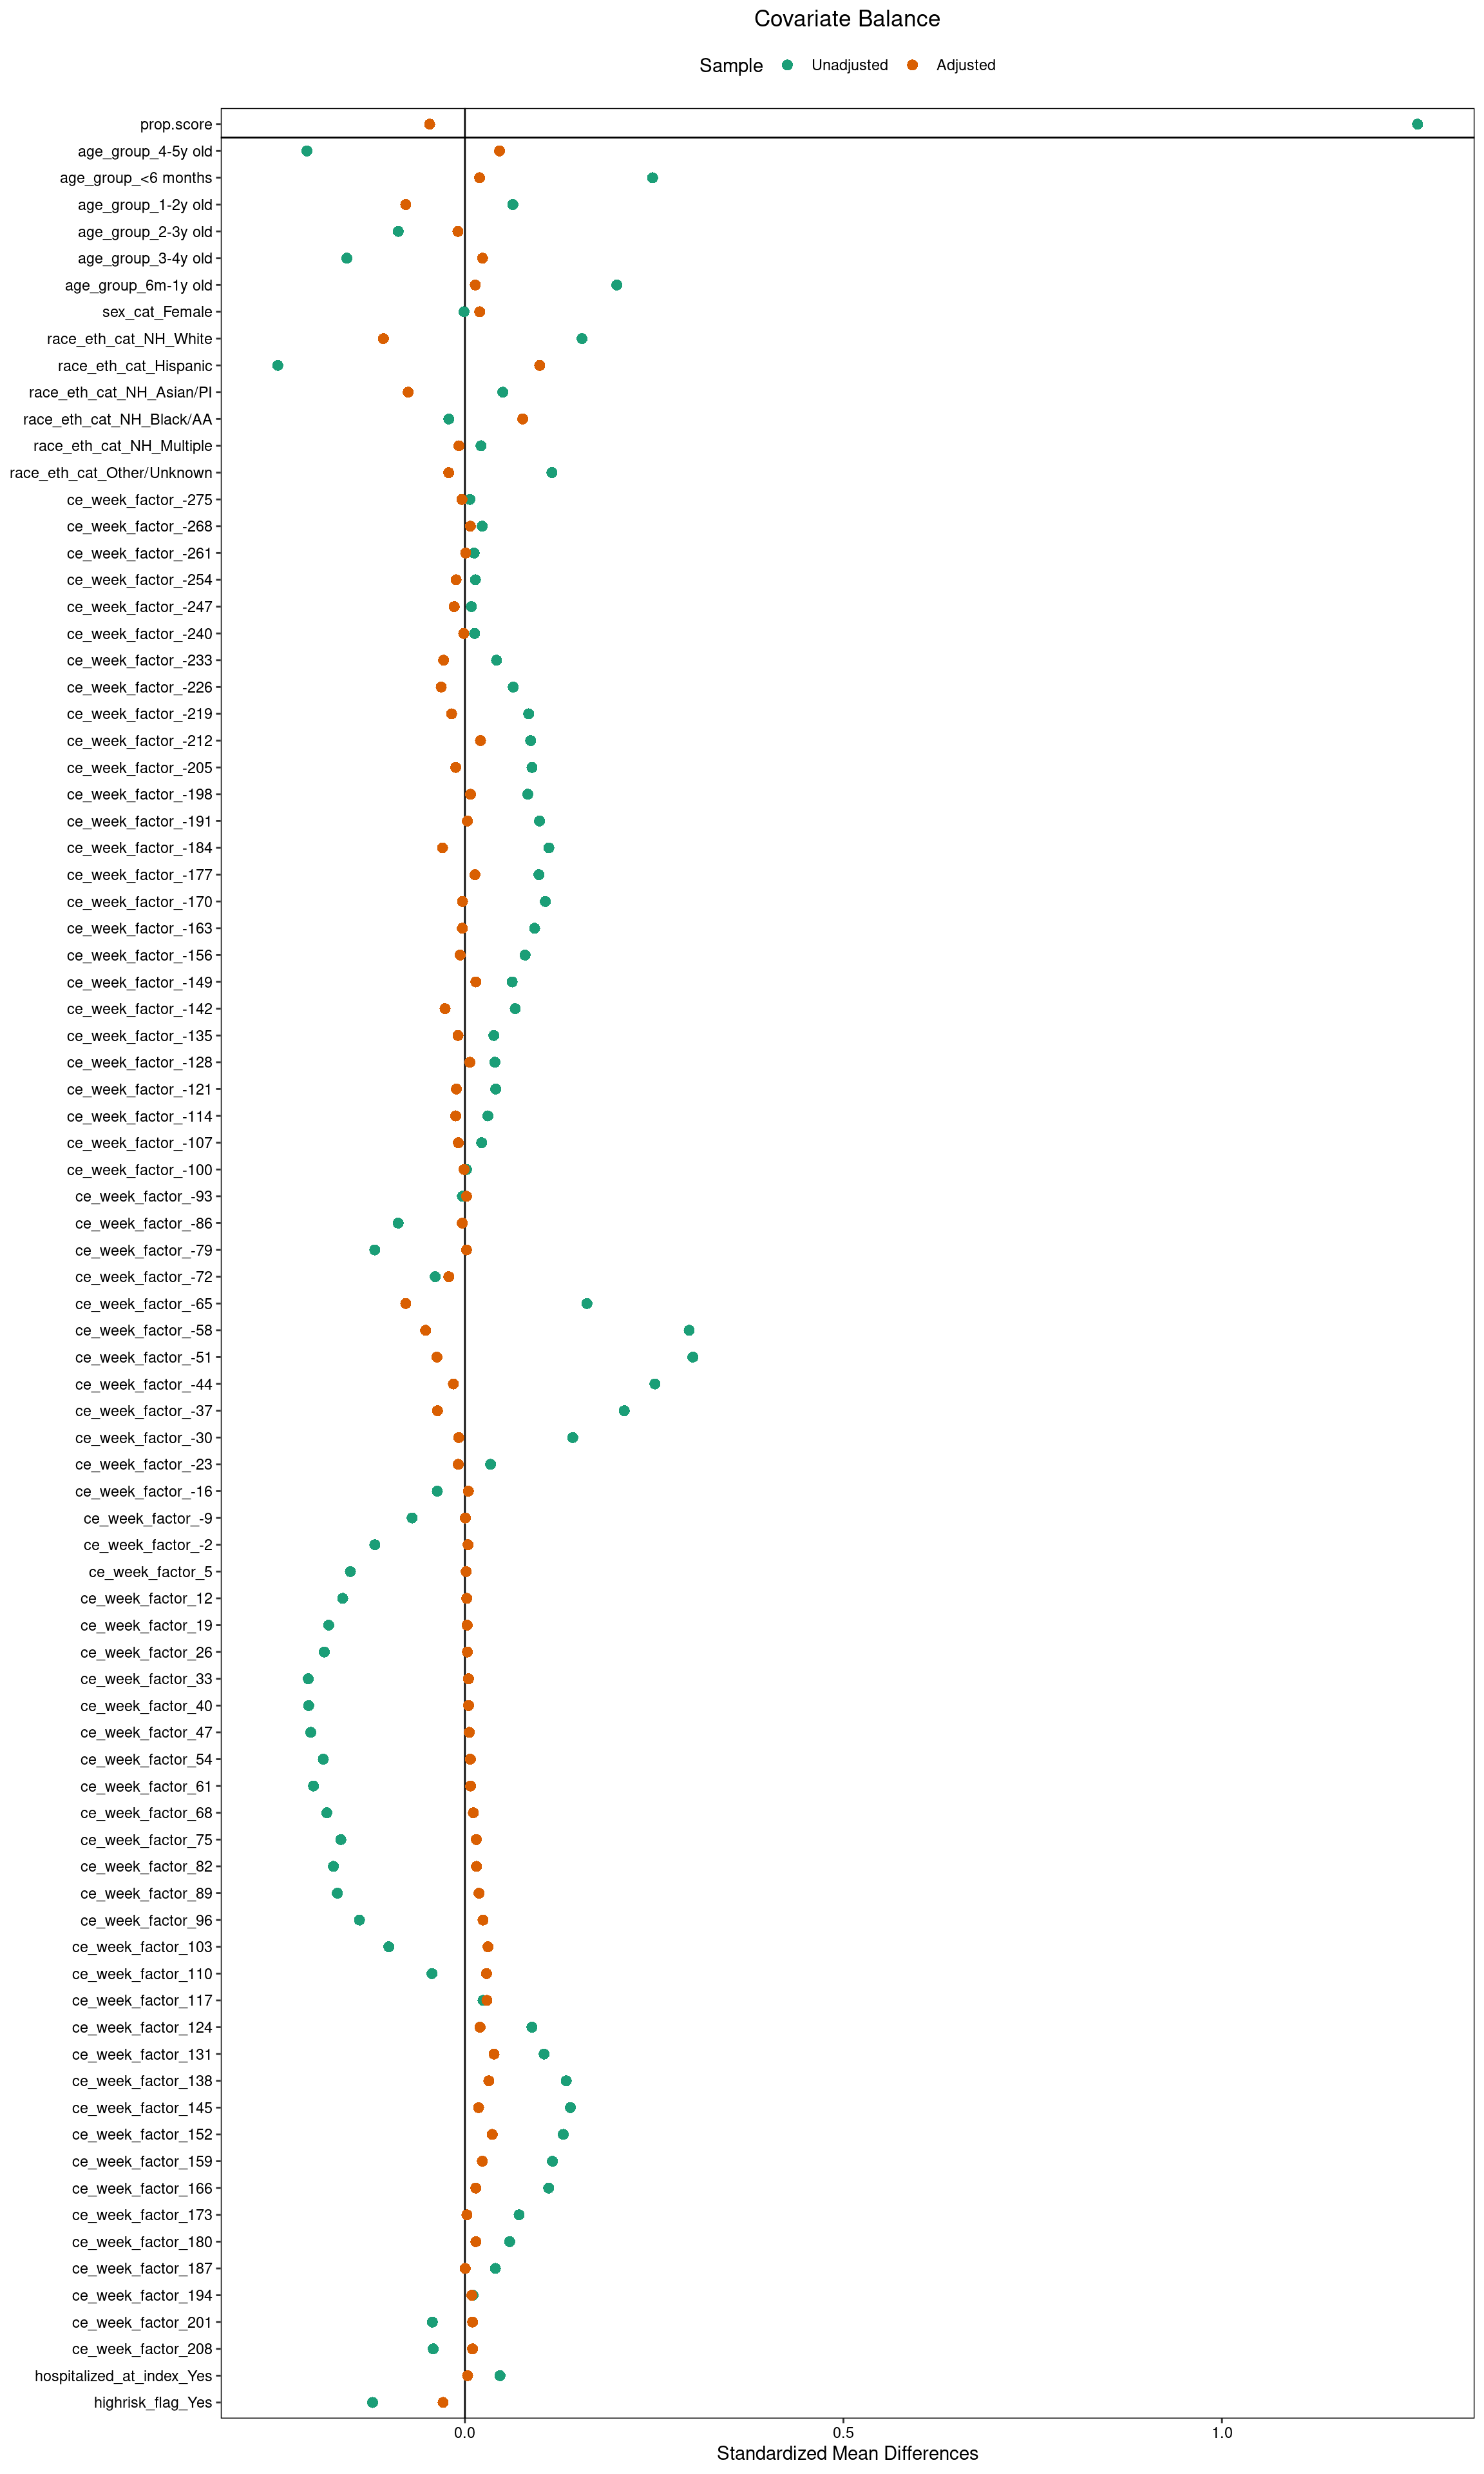 Covariate Balance
Sample Unadjusted Adjusted
prop.score
age_group_4-5y old
age_group_<6 months
age_group_1-2y old
age_group_2-3y old
age_group_3-4y old
age_group_6m-1y old
sex_cat_Female
race_eth_cat_NH_White
race_eth_cat_Hispanic
race_eth_cat_NH_Asian/PI
race_eth_cat_NH_Black/AA
race_eth_cat_NH_Multiple
race_eth_cat_Other/Unknown
ce_week_factor_-275
ce_week_factor_-268
ce_week_factor_-261
ce_week_factor_-254
ce_week_factor_-247
ce_week_factor_-240
ce_week_factor_-233
ce_week_factor_-226
ce_week_factor_-219
ce_week_factor_-212
ce_week_factor_-205
ce_week_factor_-198
ce_week_factor_-191
ce_week_factor_-184
ce_week_factor_-177
ce_week_factor_-170
ce_week_factor_-163
ce_week_factor_-156
ce_week_factor_-149
ce_week_factor_-142
ce_week_factor_-135
ce_week_factor_-128
ce_week_factor_-121
ce_week_factor_-114
ce_week_factor_-107
ce_week_factor_-100
ce_week_factor_-93
ce_week_factor_-86
ce_week_factor_-79
ce_week_factor_-72
ce_week_factor_-65
ce_week_factor_-58
ce_week_factor_-51
ce_week_factor_-44
ce_week_factor_-37
ce_week_factor_-30
ce_week_factor_-23
ce_week_factor_-16
ce_week_factor_-9
ce_week_factor_-2
ce_week_factor_5
ce_week_factor_12
ce_week_factor_19
ce_week_factor_26
ce_week_factor_33
ce_week_factor_40
ce_week_factor_47
ce_week_factor_54
ce_week_factor_61
ce_week_factor_68
ce_week_factor_75
ce_week_factor_82
ce_week_factor_89
ce_week_factor_96
ce_week_factor_103
ce_week_factor_110
ce_week_factor_117
ce_week_factor_124
ce_week_factor_131
ce_week_factor_138
ce_week_factor_145
ce_week_factor_152
ce_week_factor_159
ce_week_factor_166
ce_week_factor_173
ce_week_factor_180
ce_week_factor_187
ce_week_factor_194
ce_week_factor_201
ce_week_factor_208
hospitalized_at_index_Yes
highrisk_flag_Yes
0.0 0.5 1.0
Standardized Mean Differences